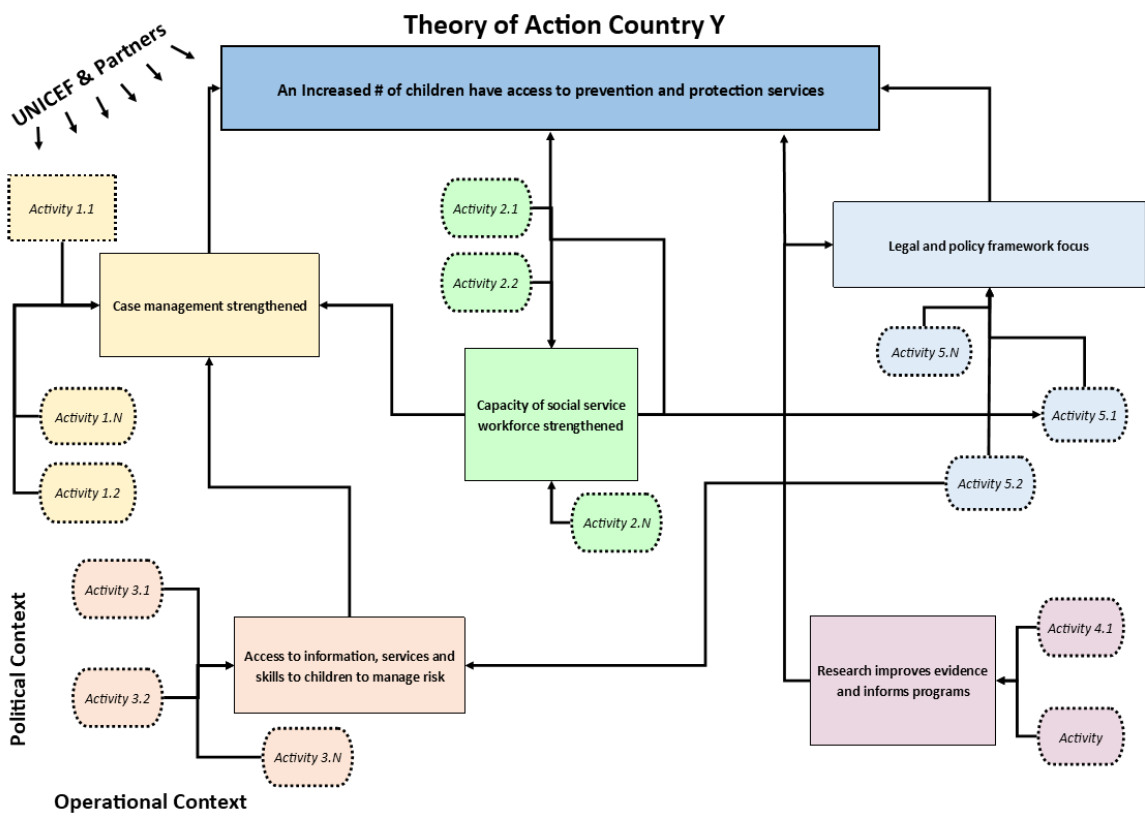 Theory of Action Country Y
UNICEF & Partners
An Increased # of children have access to prevention and protection services
Activity 1.1
Activity 2.1
Activity 2.2
Legal and policy framework focus
Case management strengthened
Activity 5.N
Activity 1.N
Capacity of social service
workforce strengthened
Activity 5.1
Activity 1.2
Activity 5.2
Activity 2.N
Activity 3.1
Activity 4.1
Access to information, services and
skills to children to manage risk
Research improves evidence
and informs programs
Activity 3.2
Activity
Activity 3.N
Political Context
Operational Context